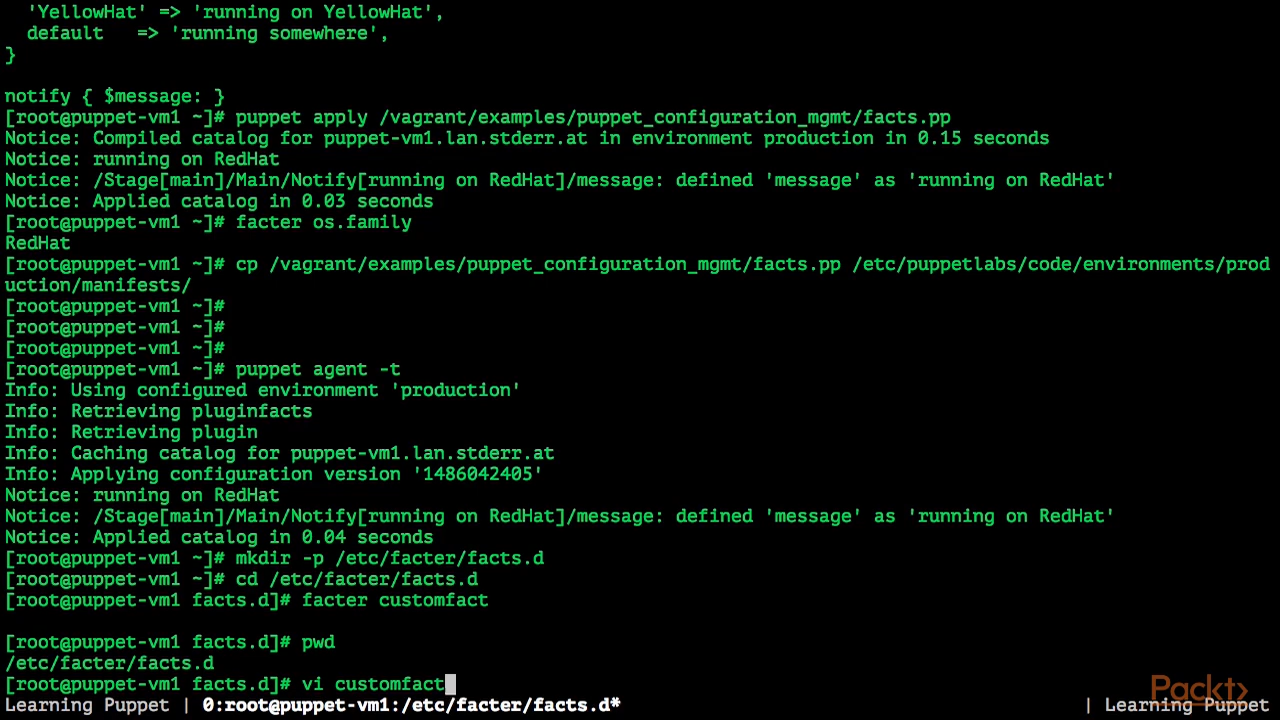 'YellowHat' => 'running on YellowHat',
default   => 'running somewhere',
}
notify { $message: }
[root@puppet-vm1 ~]# puppet apply /vagrant/examples/puppet_configuration_mgmt/facts.pp
Notice: Compiled catalog for puppet-vm1.lan.stderr.at in environment production in 0.15 seconds
Notice: running on RedHat
Notice: /Stage[main]/Main/Notify[running on RedHat]/message: defined 'message' as 'running on RedHat'
Notice: Applied catalog in 0.03 seconds
[root@puppet-vm1 ~]# facter os.family
RedHat
[root@puppet-vm1 ~]# cp /vagrant/examples/puppet_configuration_mgmt/facts.pp /etc/puppetlabs/code/environments/prod
uction/manifests/
[root@puppet-vm1 ~]#
[root@puppet-vm1 ~]#
[root@puppet-vm1 ~]#
[root@puppet-vm1 ~]# puppet agent -t
Info: Using configured environment 'production'
Info: Retrieving pluginfacts
Info: Retrieving plugin
Info: Caching catalog for puppet-vm1.lan.stderr.at
Info: Applying configuration version '1486042405'
Notice: running on RedHat
Notice: /Stage[main]/Main/Notify[running on RedHat]/message: defined 'message' as 'running on RedHat'
Notice: Applied catalog in 0.04 seconds
[root@puppet-vm1 ~]# mkdir -p /etc/facter/facts.d
[root@puppet-vm1 ~]# cd /etc/facter/facts.d
[root@puppet-vm1 facts.d]# facter customfact
[root@puppet-vm1 facts.d]# pwd
/etc/facter/facts.d
[root@puppet-vm1 facts.d]# vi customfact
Packt>
Learning Puppet | 0:root@puppet-vm1:/etc/facter/facts.d* | Learning Puppet